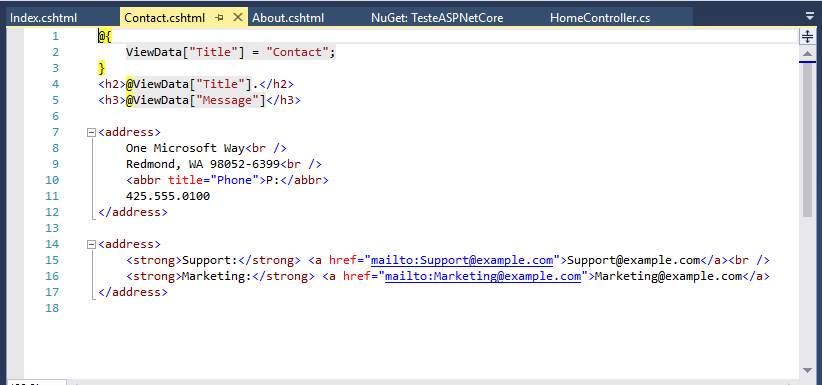 Index.cshtml Contact.cshtml About.cshtml NuGet: TesteASPNetCore HomeController.cs
1 @{
2 ViewData["Title"] = "Contact";
3 }
4 <h2>@ViewData["Title"].</h2>
5 <h3>@ViewData["Message"]</h3>
6
7 <address>
8 One Microsoft Way<br />
9 Redmond, WA 98052-6399<br />
10 <abbr title="Phone">P:</abbr>
11 425.555.0100
12 </address>
13
14 <address>
15 <strong>Support:</strong> <a href="mailto:Support@example.com">Support@example.com</a><br />
16 <strong>Marketing:</strong> <a href="mailto:Marketing@example.com">Marketing@example.com</a>
17 </address>
18